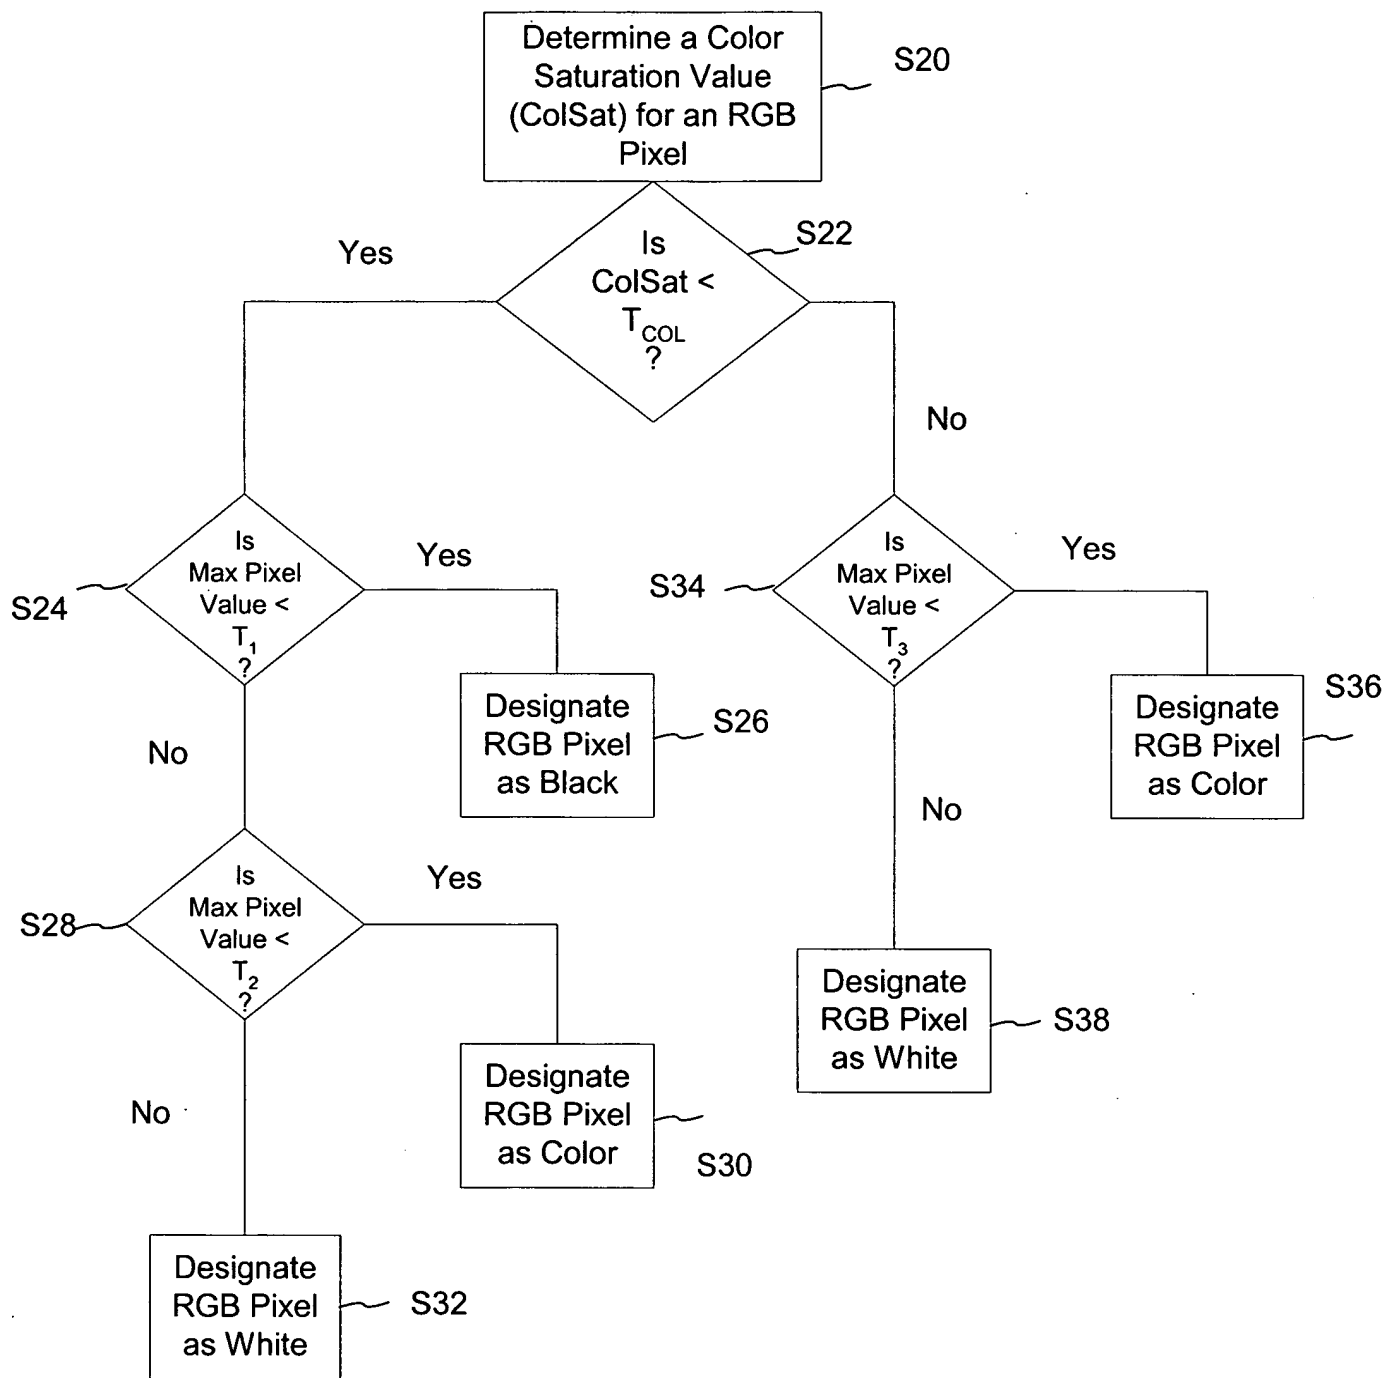 Determine a Color
Saturation Value
(ColSat) for an RGB
Pixel
S20
Is
ColSat <
T_COL
?
S22
Yes
No
Is
Max Pixel
Value <
T_1
?
S24
Yes
No
Designate
RGB Pixel
as Black
S26
Is
Max Pixel
Value <
T_3
?
S34
Yes
No
Designate
RGB Pixel
as Color
S36
Is
Max Pixel
Value <
T_2
?
S28
Yes
No
Designate
RGB Pixel
as Color
S30
Designate
RGB Pixel
as White
S38
Designate
RGB Pixel
as White
S32